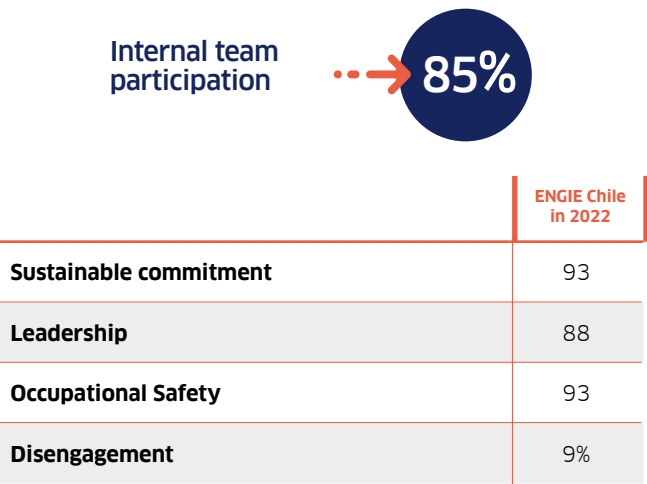 Internal team
participation
85%
ENGIE Chile
in 2022
Sustainable commitment 93
Leadership 88
Occupational Safety 93
Disengagement 9%